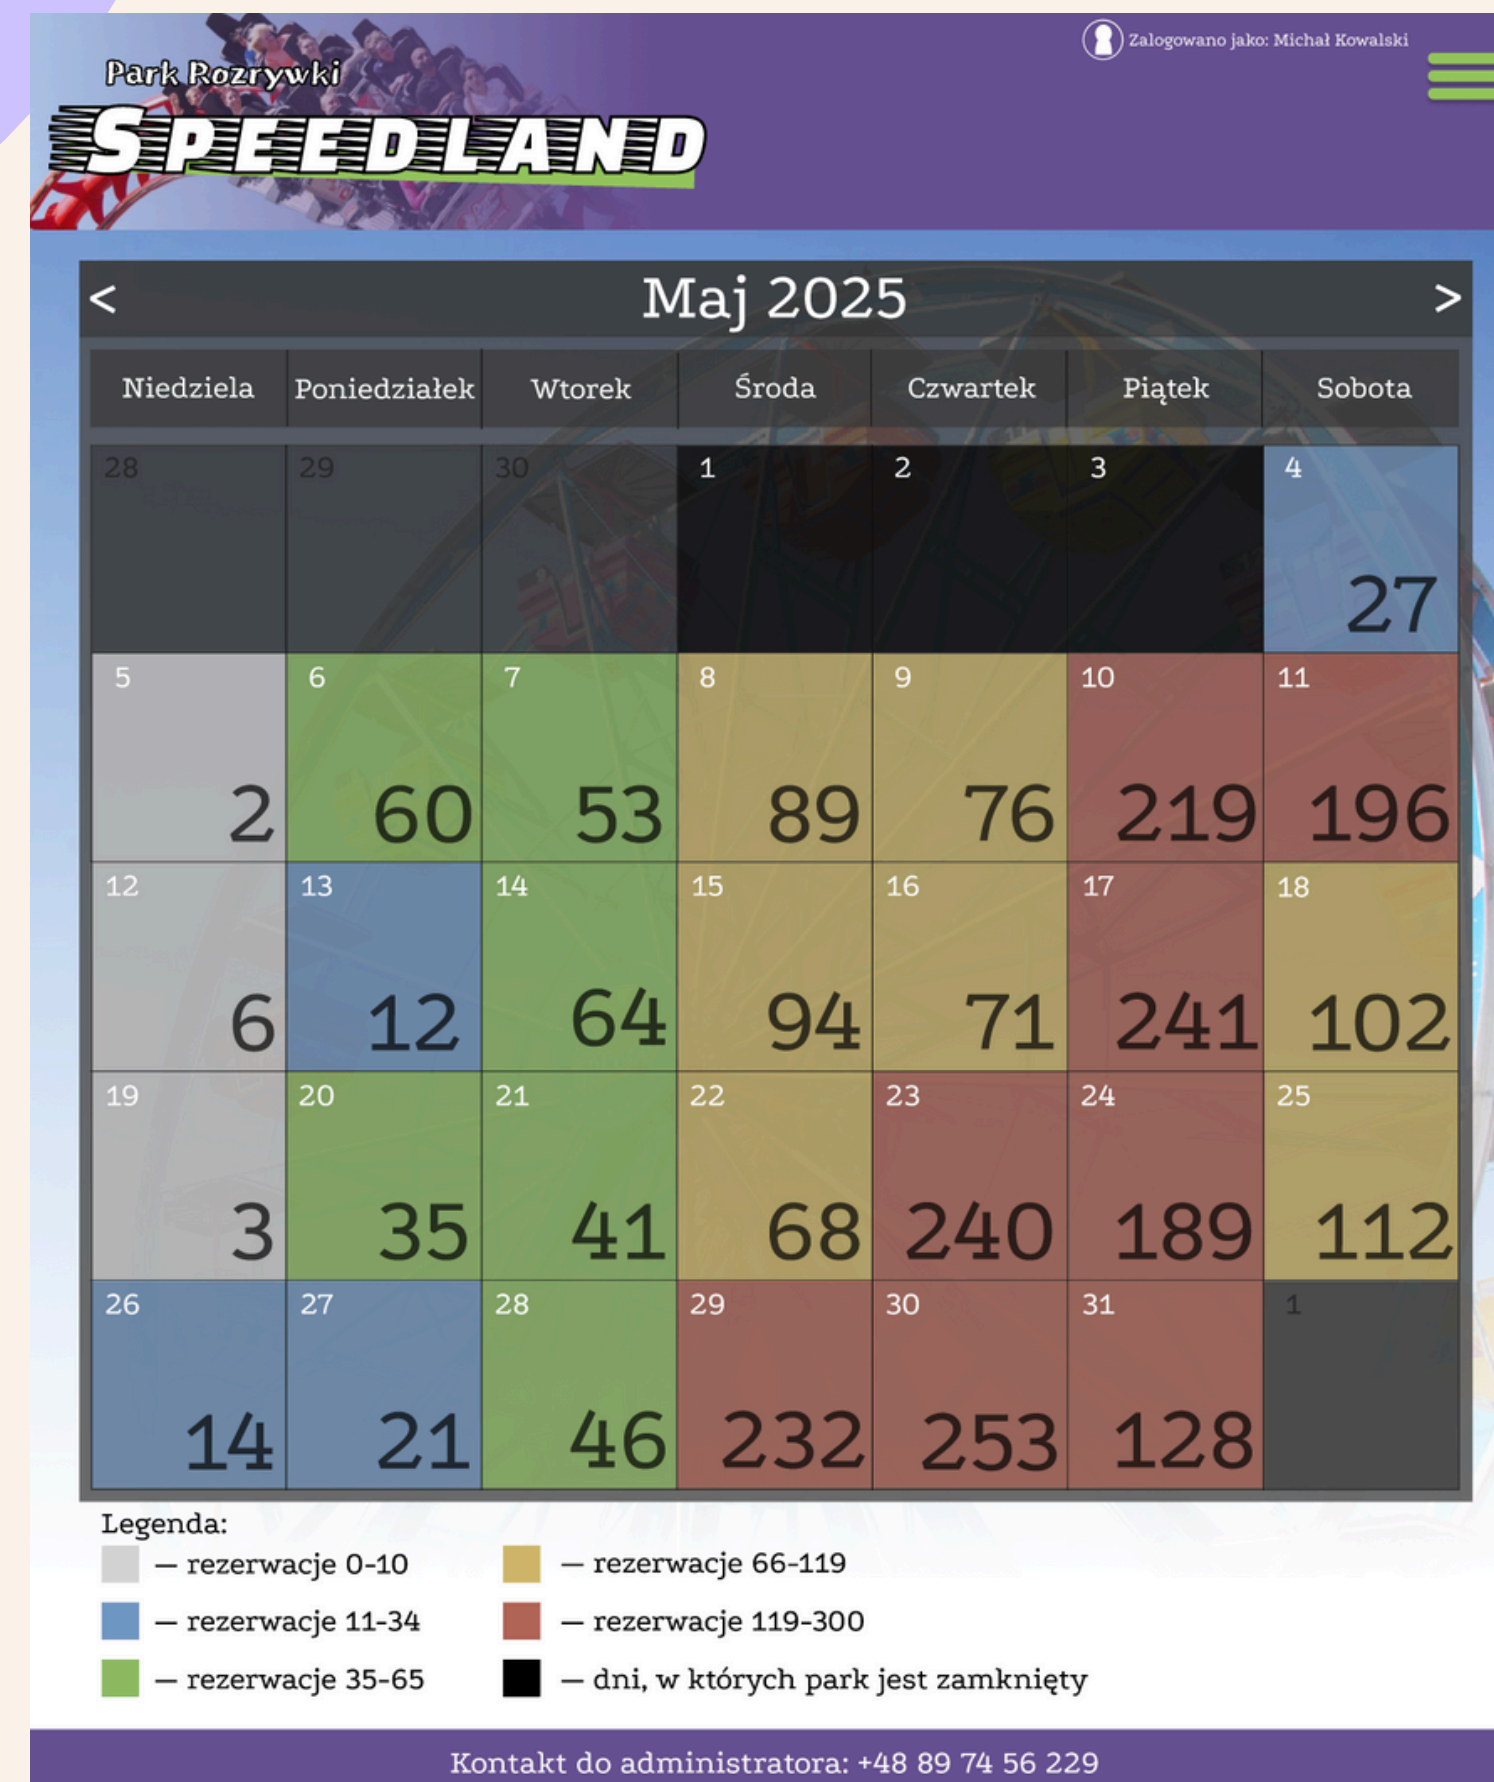 Zalogowano jako: Michał Kowalski
Park Rozrywki
SPEEDLAND
< Maj 2025 >
Niedziela Poniedziałek Wtorek Środa Czwartek Piątek Sobota
28 29 30 1 2 3 4
27
5 6 7 8 9 10 11
2 60 53 89 76 219 196
12 13 14 15 16 17 18
6 12 64 94 71 241 102
19 20 21 22 23 24 25
3 35 41 68 240 189 112
26 27 28 29 30 31 1
14 21 46 232 253 128
Legenda:
— rezerwacje 0-10
— rezerwacje 11-34
— rezerwacje 35-65
— rezerwacje 66-119
— rezerwacje 119-300
— dni, w których park jest zamknięty
Kontakt do administratora: +48 89 74 56 229